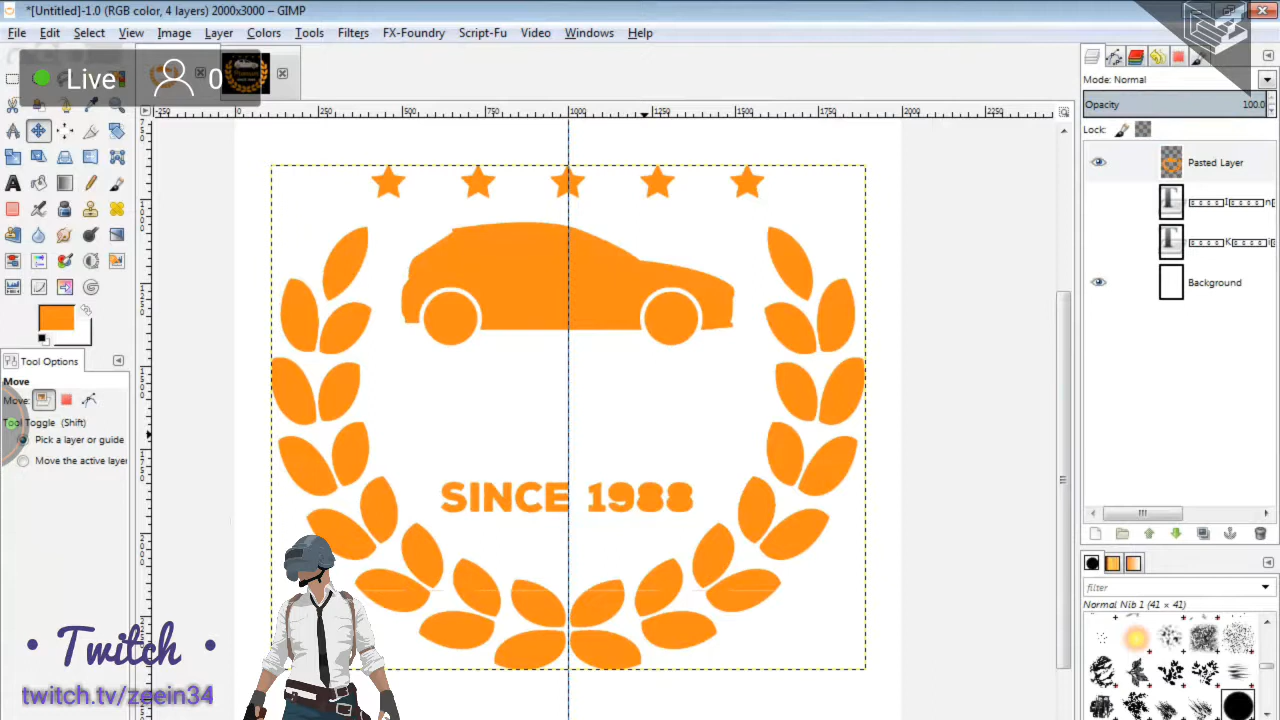 *[Untitled]-1.0 (RGB color, 4 layers) 2000x3000 – GIMP
File Edit Select View Image Layer Colors Tools Filters FX-Foundry Script-Fu Video Windows Help
Live 0
Mode: Normal
Opacity 100.0
Lock:
Pasted Layer
Background
SINCE 1988
Tool Options
Move
Move:
Tool Toggle (Shift)
Pick a layer or guide
Move the active layer
filter
Normal Nib 1 (41 × 41)
Twitch
twitch.tv/zeein34